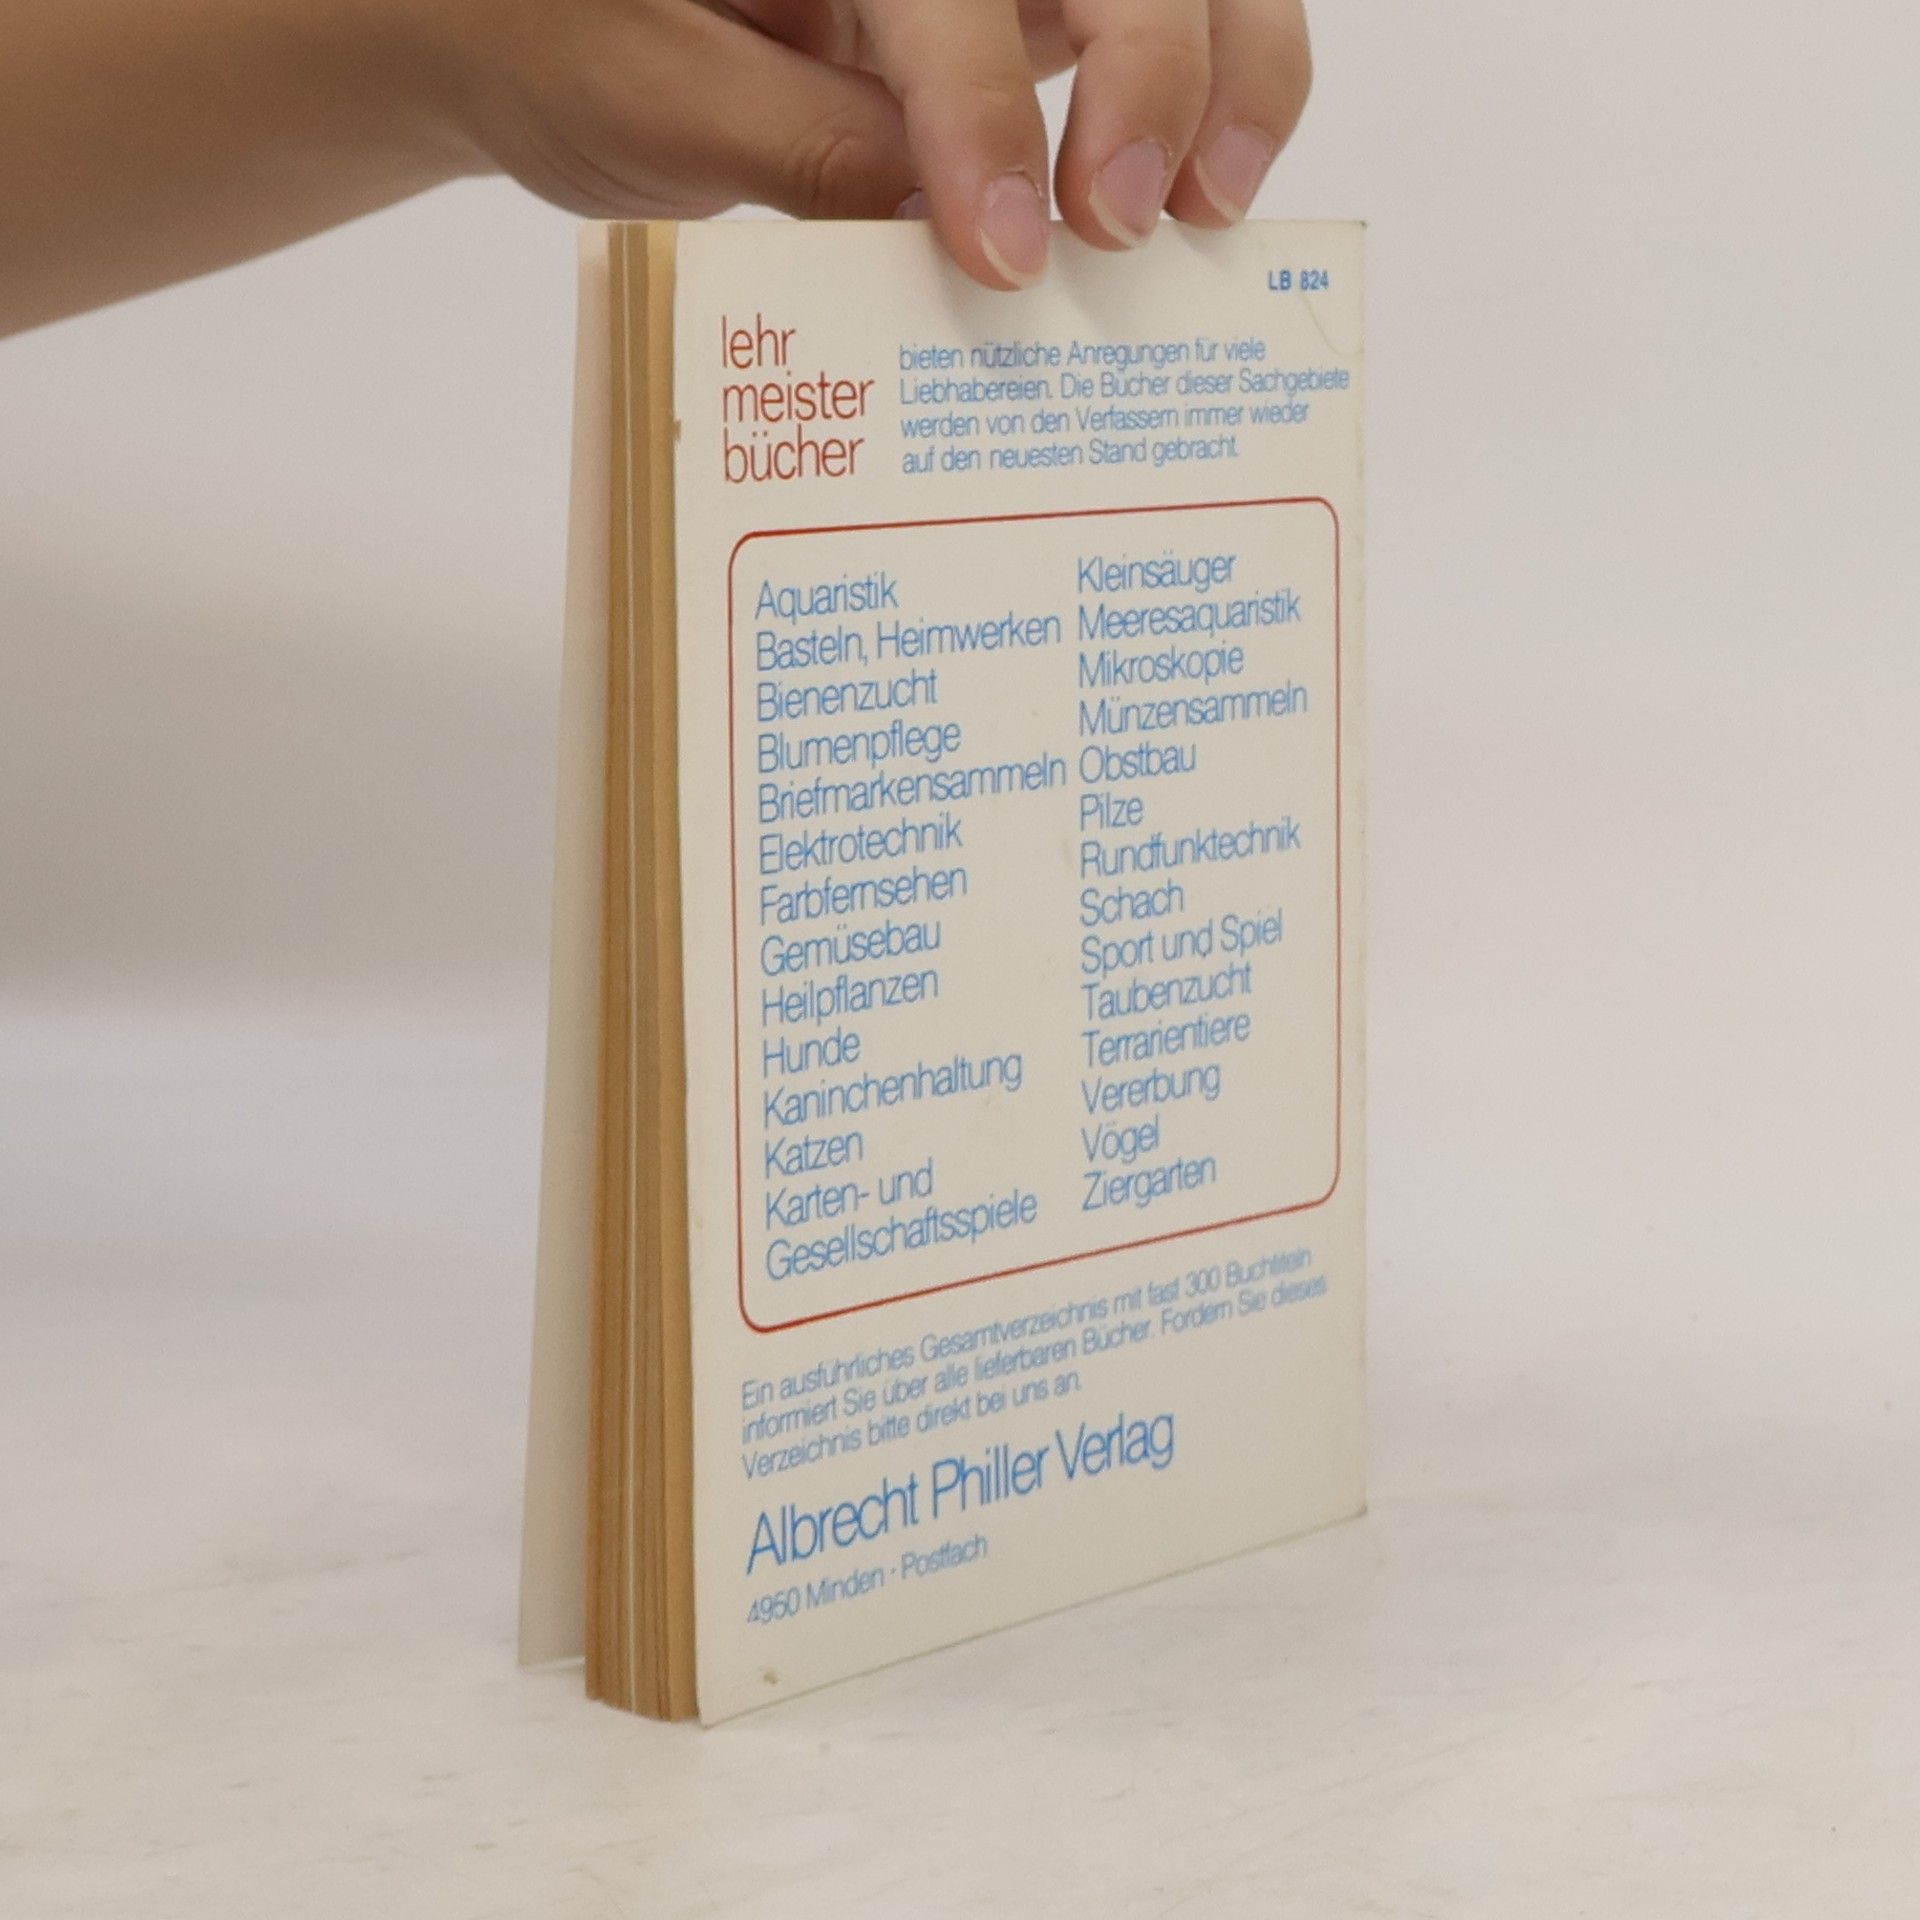 LB 824
lehr
meister
bücher
bieten nützliche Anregungen für viele
Liebhabereien. Die Bücher dieser Sachgebiete
werden von den Verfassern immer wieder
auf den neuesten Stand gebracht.
Aquaristik
Basteln, Heimwerken
Bienenzucht
Blumenpflege
Briefmarkensammeln
Elektrotechnik
Farbfernsehen
Gemüsebau
Heilpflanzen
Hunde
Kaninchenhaltung
Katzen
Karten- und
Gesellschaftsspiele
Kleinsäuger
Meeresaquaristik
Mikroskopie
Münzensammeln
Obstbau
Pilze
Rundfunktechnik
Schach
Sport und Spiel
Taubenzucht
Terrarientiere
Vererbung
Vögel
Ziergarten
Ein ausführliches Gesamtverzeichnis mit fast 300 Buchtiteln
informiert Sie über alle lieferbaren Bücher. Fordern Sie dieses
Verzeichnis bitte direkt bei uns an.
Albrecht Philler Verlag
4950 Minden · Postfach